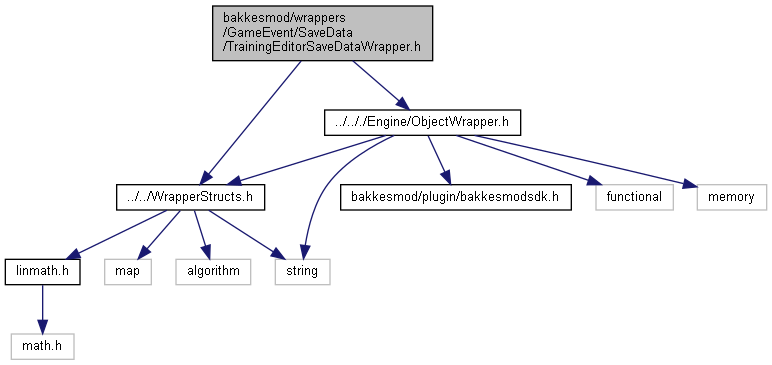 bakkesmod/wrappers
/GameEvent/SaveData
/TrainingEditorSaveDataWrapper.h
../.././Engine/ObjectWrapper.h
../../WrapperStructs.h
bakkesmod/plugin/bakkesmodsdk.h
functional
memory
linmath.h
map
algorithm
string
math.h